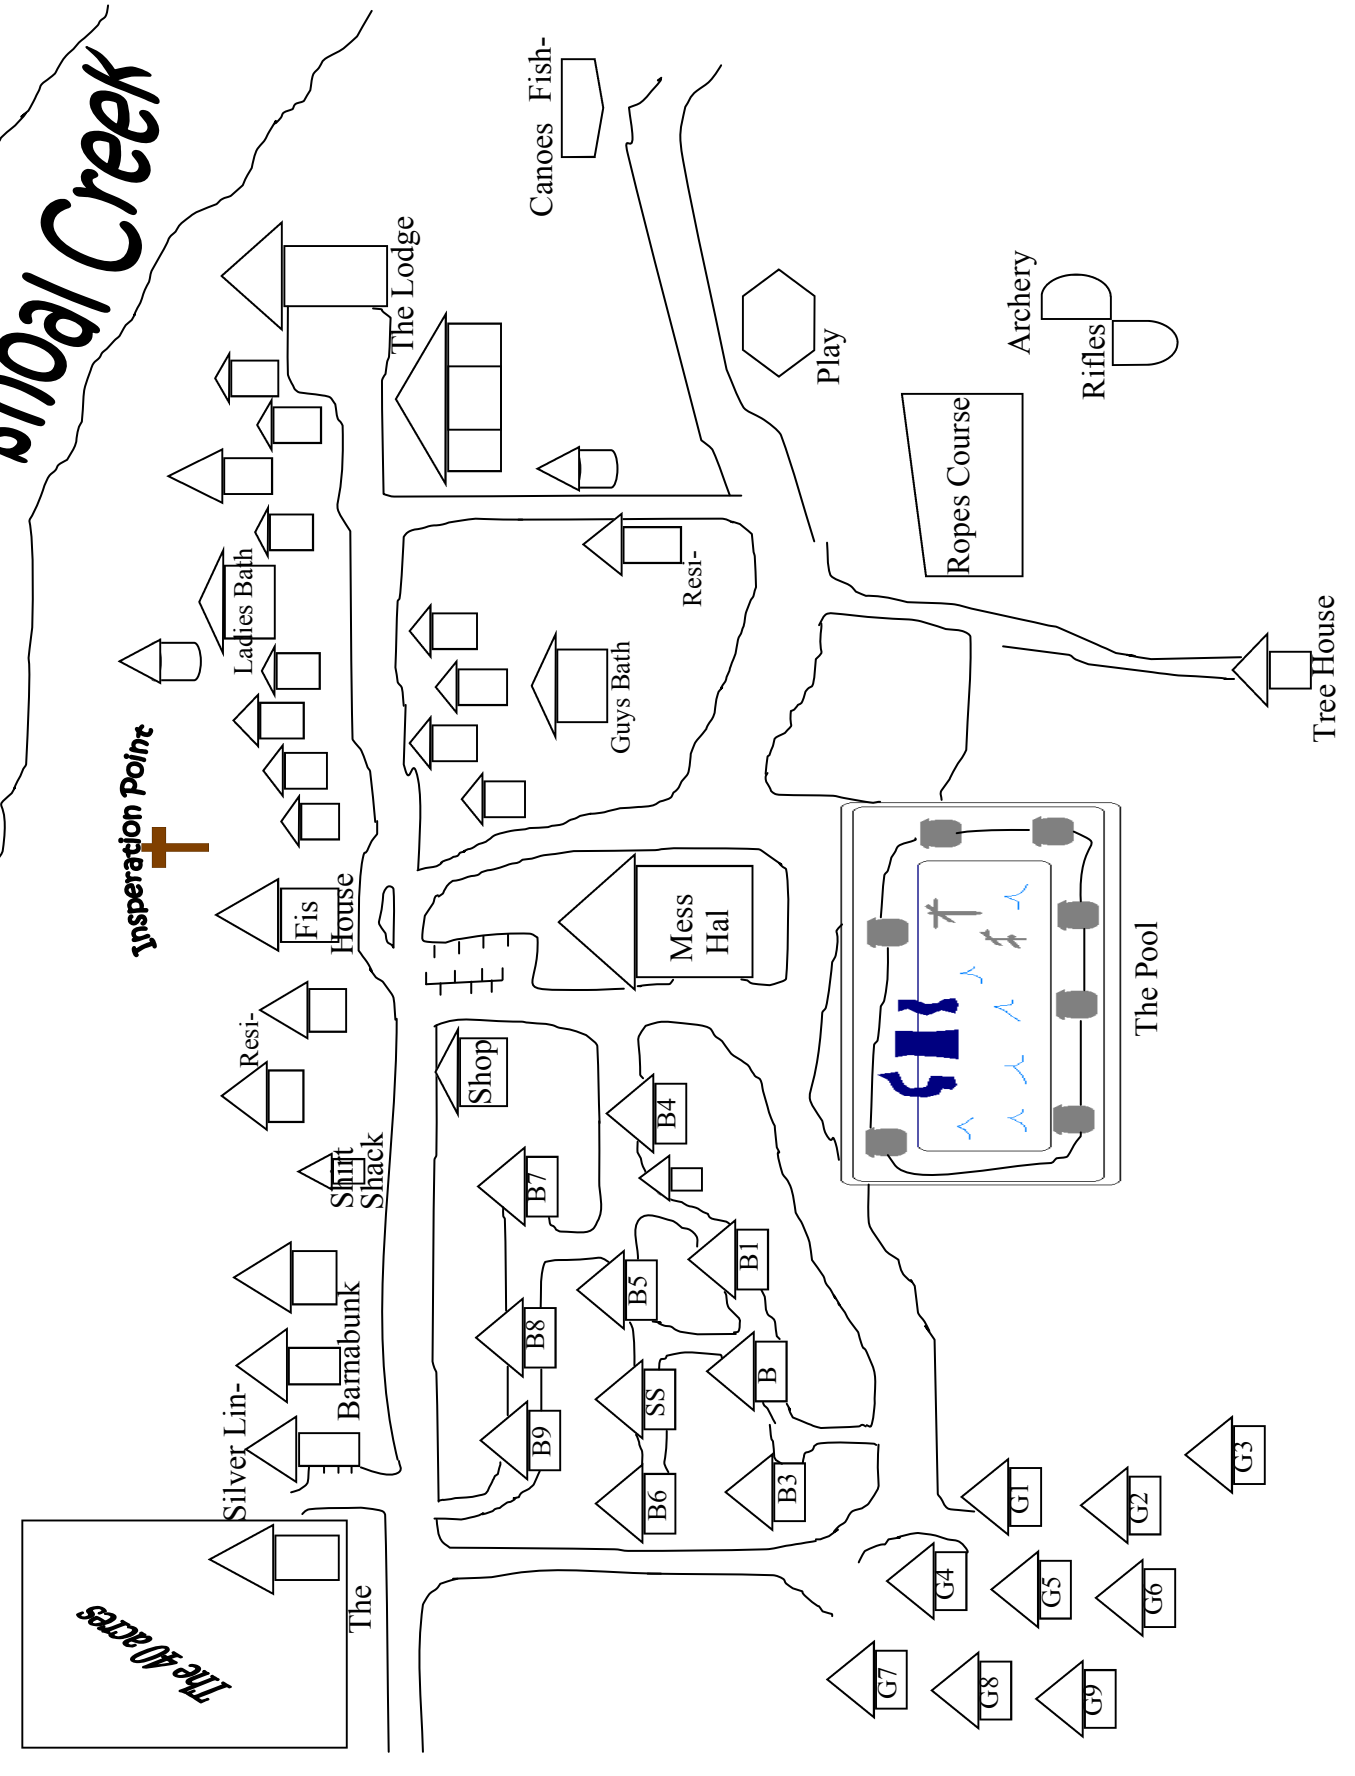 The 40 acres
Shoal Creek
Insperation Point
Silver Lin-
Resi-
Ladies Bath
Fis
House
The
Barnabunk
Shirt
Shack
The Lodge
Shop
B9
B8
B7
Canoes Fish-
Guys Bath
B6
SS
B5
B4
Mess
Hal
Resi-
B3
B
B1
Play
G7
G4
Ropes Course
G8
G1
Archery
G9
G5
G2
The Pool
Rifles
G6
G3
Tree House